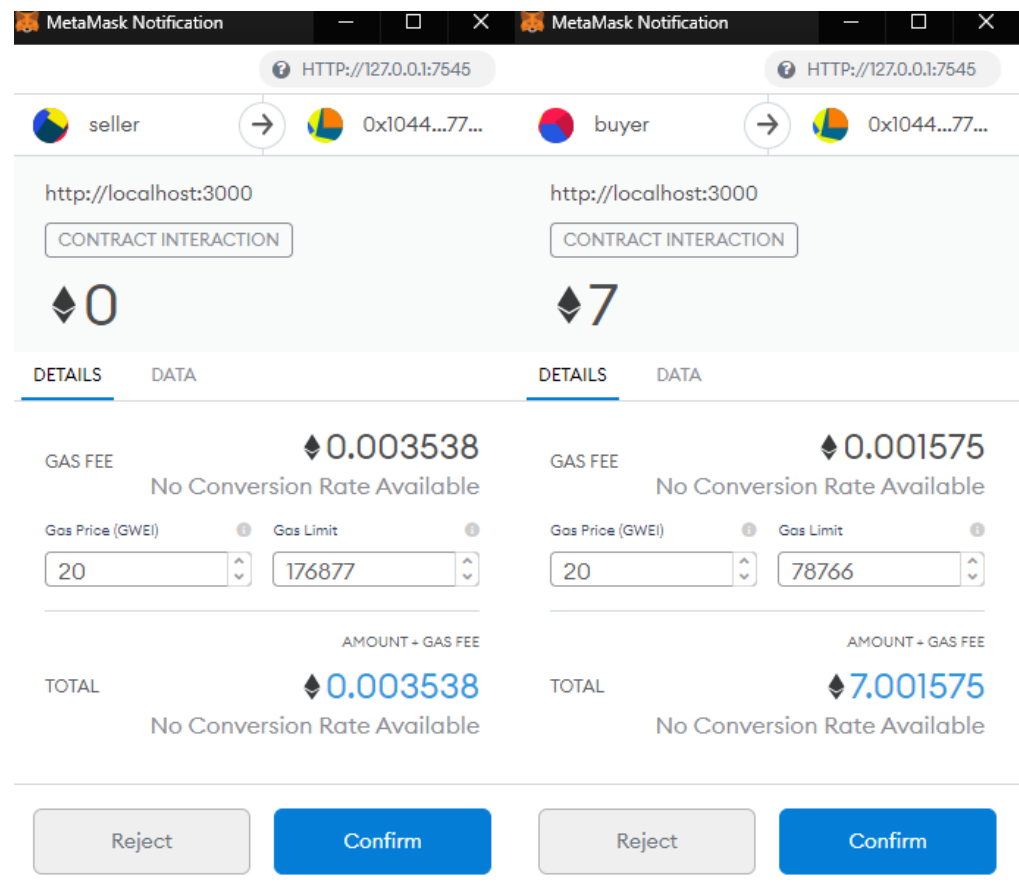 MetaMask Notification
HTTP://127.0.0.1:7545
seller
0x1044...77...
http://localhost:3000
CONTRACT INTERACTION
0
DETAILS DATA
GAS FEE
0.003538
No Conversion Rate Available
Gas Price (GWEI) Gas Limit
20 176877
AMOUNT + GAS FEE
TOTAL
0.003538
No Conversion Rate Available
Reject Confirm
MetaMask Notification
HTTP://127.0.0.1:7545
buyer
0x1044...77...
http://localhost:3000
CONTRACT INTERACTION
7
DETAILS DATA
GAS FEE
0.001575
No Conversion Rate Available
Gas Price (GWEI) Gas Limit
20 78766
AMOUNT + GAS FEE
TOTAL
7.001575
No Conversion Rate Available
Reject Confirm